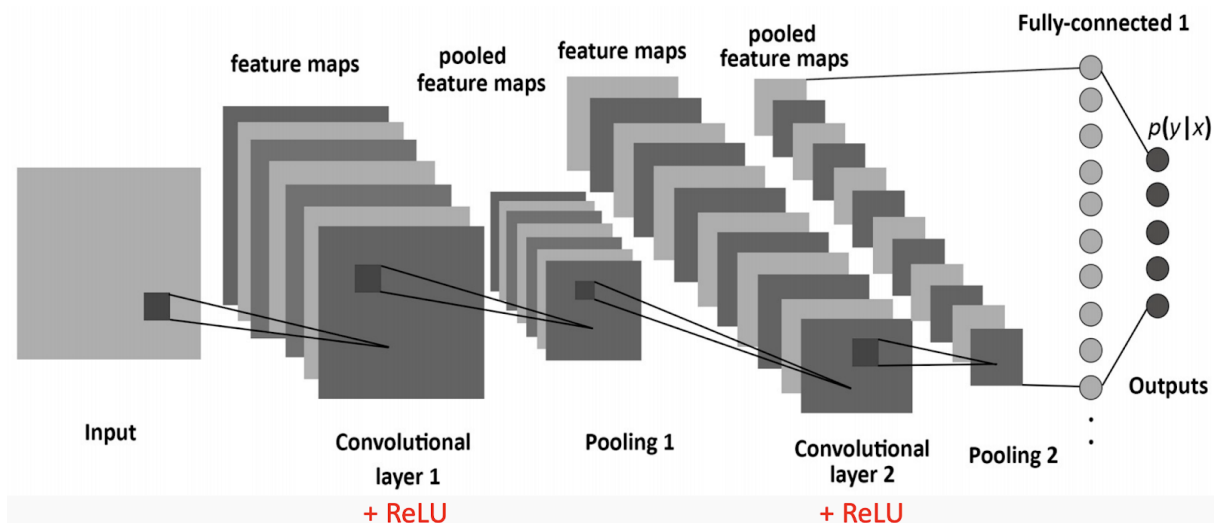 feature maps
pooled
feature maps
feature maps
pooled
feature maps
Fully-connected 1
p(y|x)
Outputs
Input
Convolutional
layer 1
Pooling 1
Convolutional
layer 2
Pooling 2
+ ReLU
+ ReLU